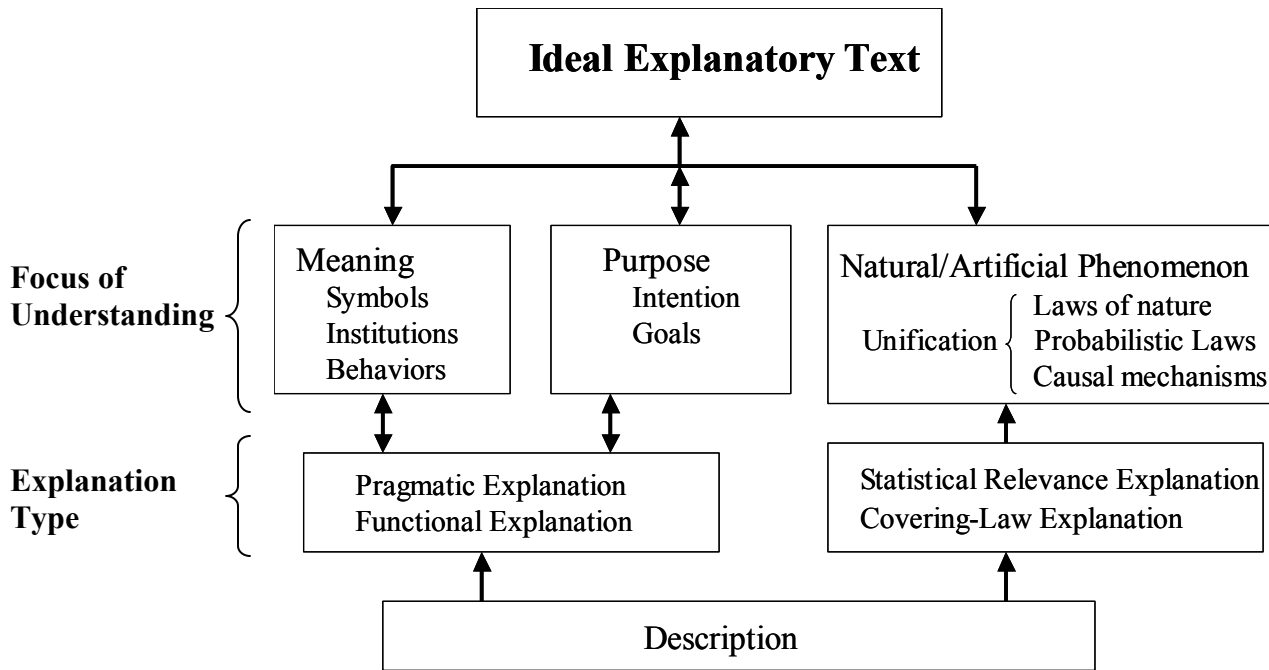 Ideal Explanatory Text
Focus of
Understanding
Meaning
Symbols
Institutions
Behaviors
Purpose
Intention
Goals
Natural/Artificial Phenomenon
Unification
Laws of nature
Probabilistic Laws
Causal mechanisms
Explanation
Type
Pragmatic Explanation
Functional Explanation
Statistical Relevance Explanation
Covering-Law Explanation
Description